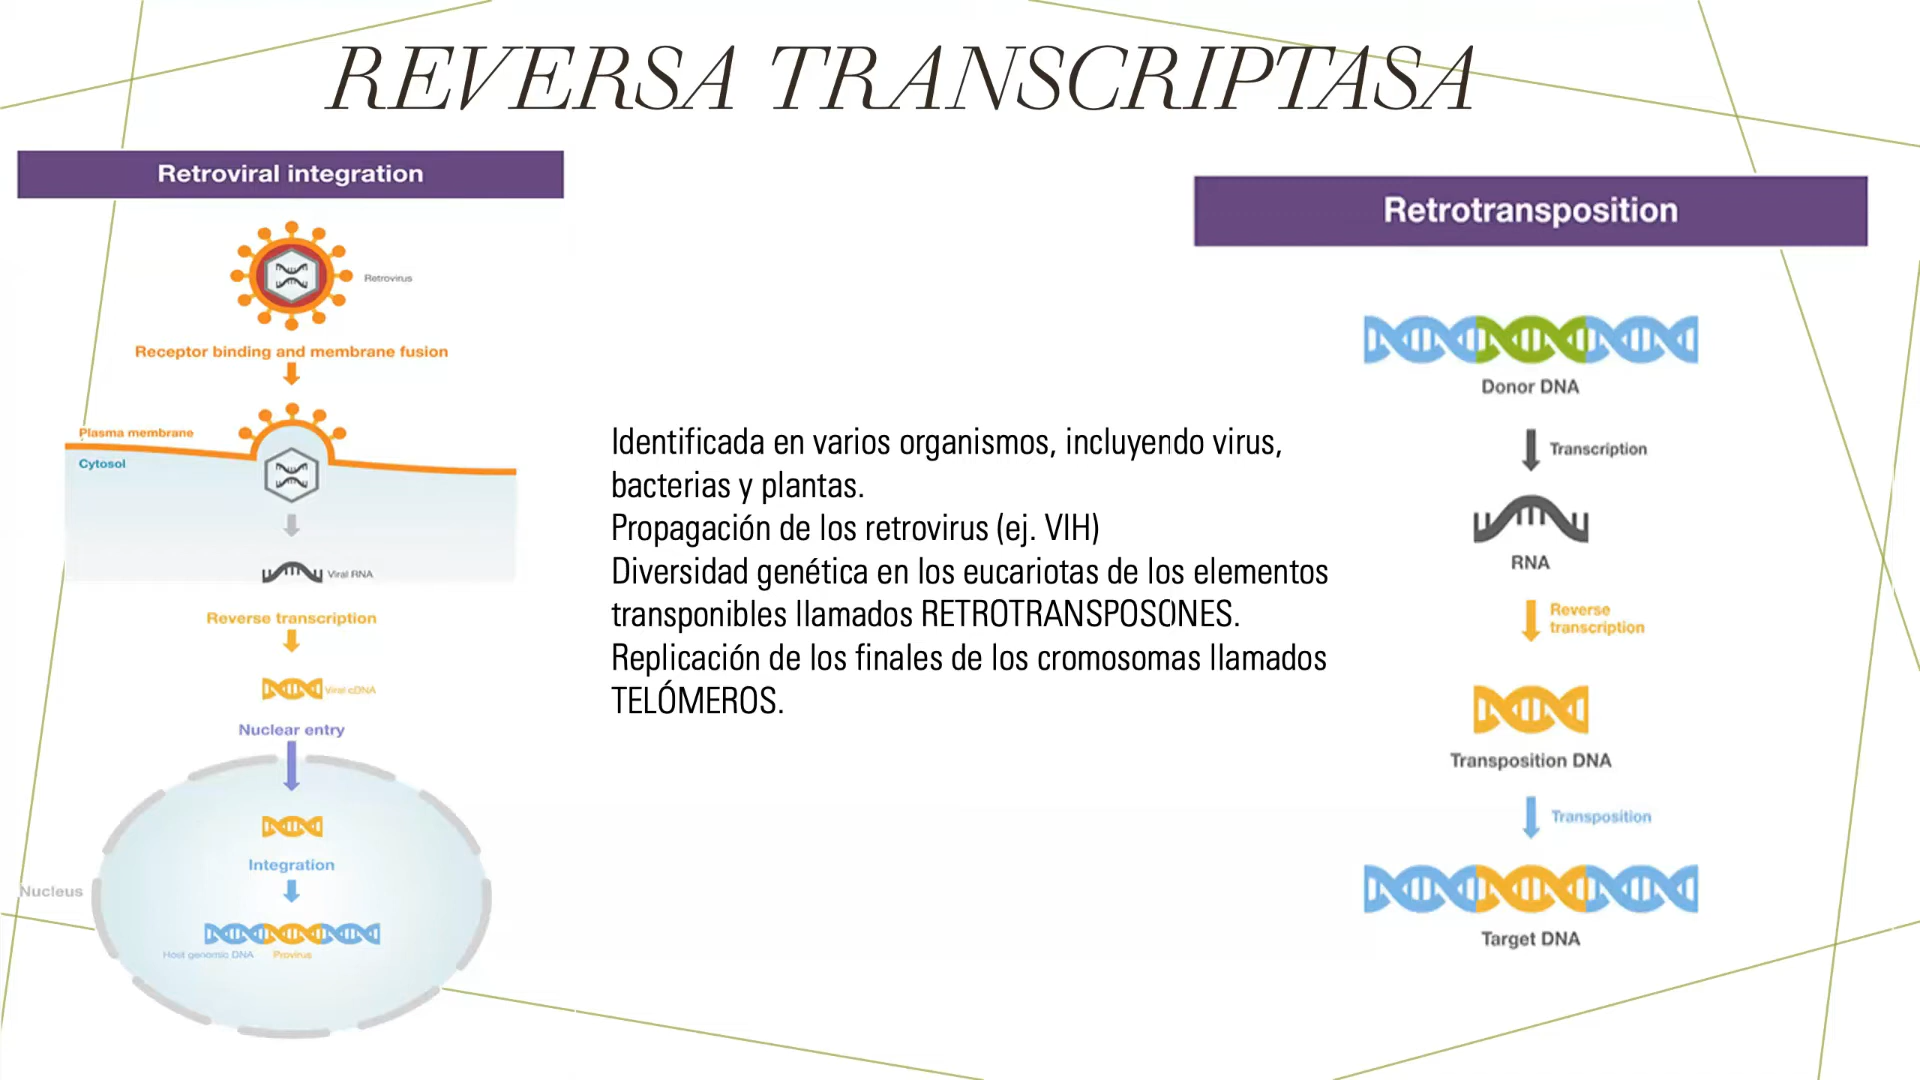 REVERSA TRANSCRIPTASA
Retroviral integration
Retrovirus
Receptor binding and membrane fusion
Plasma membrane
Cytosol
Viral RNA
Reverse transcription
Viral cDNA
Nuclear entry
Integration
Nucleus
Host genomic DNA
Provirus
Identificada en varios organismos, incluyendo virus,
bacterias y plantas.
Propagación de los retrovirus (ej. VIH)
Diversidad genética en los eucariotas de los elementos
transponibles llamados RETROTRANSPOSONES.
Replicación de los finales de los cromosomas llamados
TELÓMEROS.
Retrotransposition
Donor DNA
Transcription
RNA
Reverse
transcription
Transposition DNA
Transposition
Target DNA